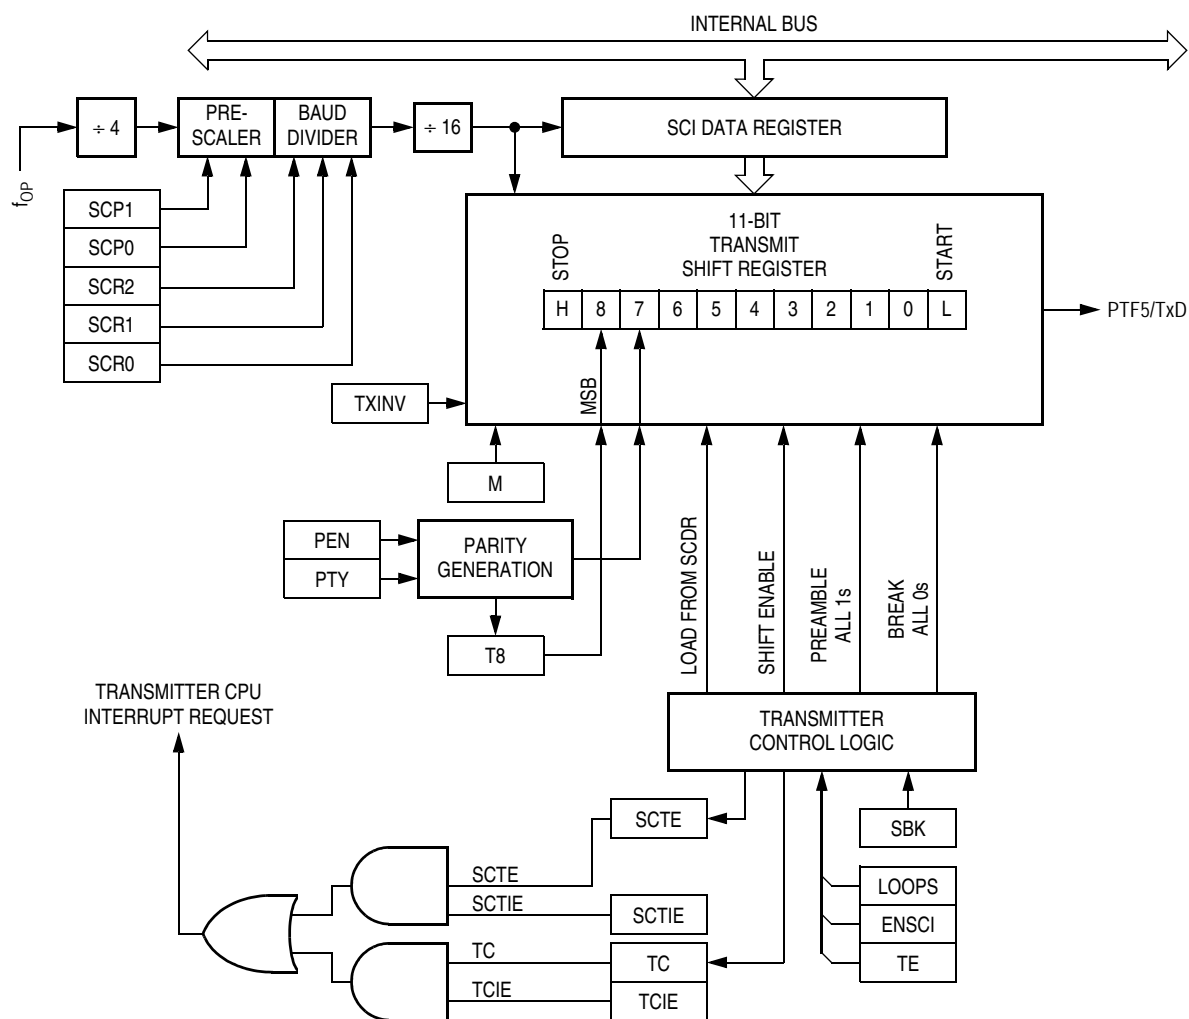 INTERNAL BUS
÷ 4
PRE-
SCALER
BAUD
DIVIDER
÷ 16
SCI DATA REGISTER
fOP
SCP1
SCP0
SCR2
SCR1
SCR0
11-BIT
TRANSMIT
SHIFT REGISTER
STOP
START
H 8 7 6 5 4 3 2 1 0 L
PTF5/TxD
TXINV
MSB
M
PEN
PTY
PARITY
GENERATION
T8
LOAD FROM SCDR
SHIFT ENABLE
PREAMBLE
ALL 1s
BREAK
ALL 0s
TRANSMITTER CPU
INTERRUPT REQUEST
TRANSMITTER
CONTROL LOGIC
SCTE
SBK
SCTE
SCTIE
SCTIE
LOOPS
ENSCI
TE
TC
TC
TCIE
TCIE